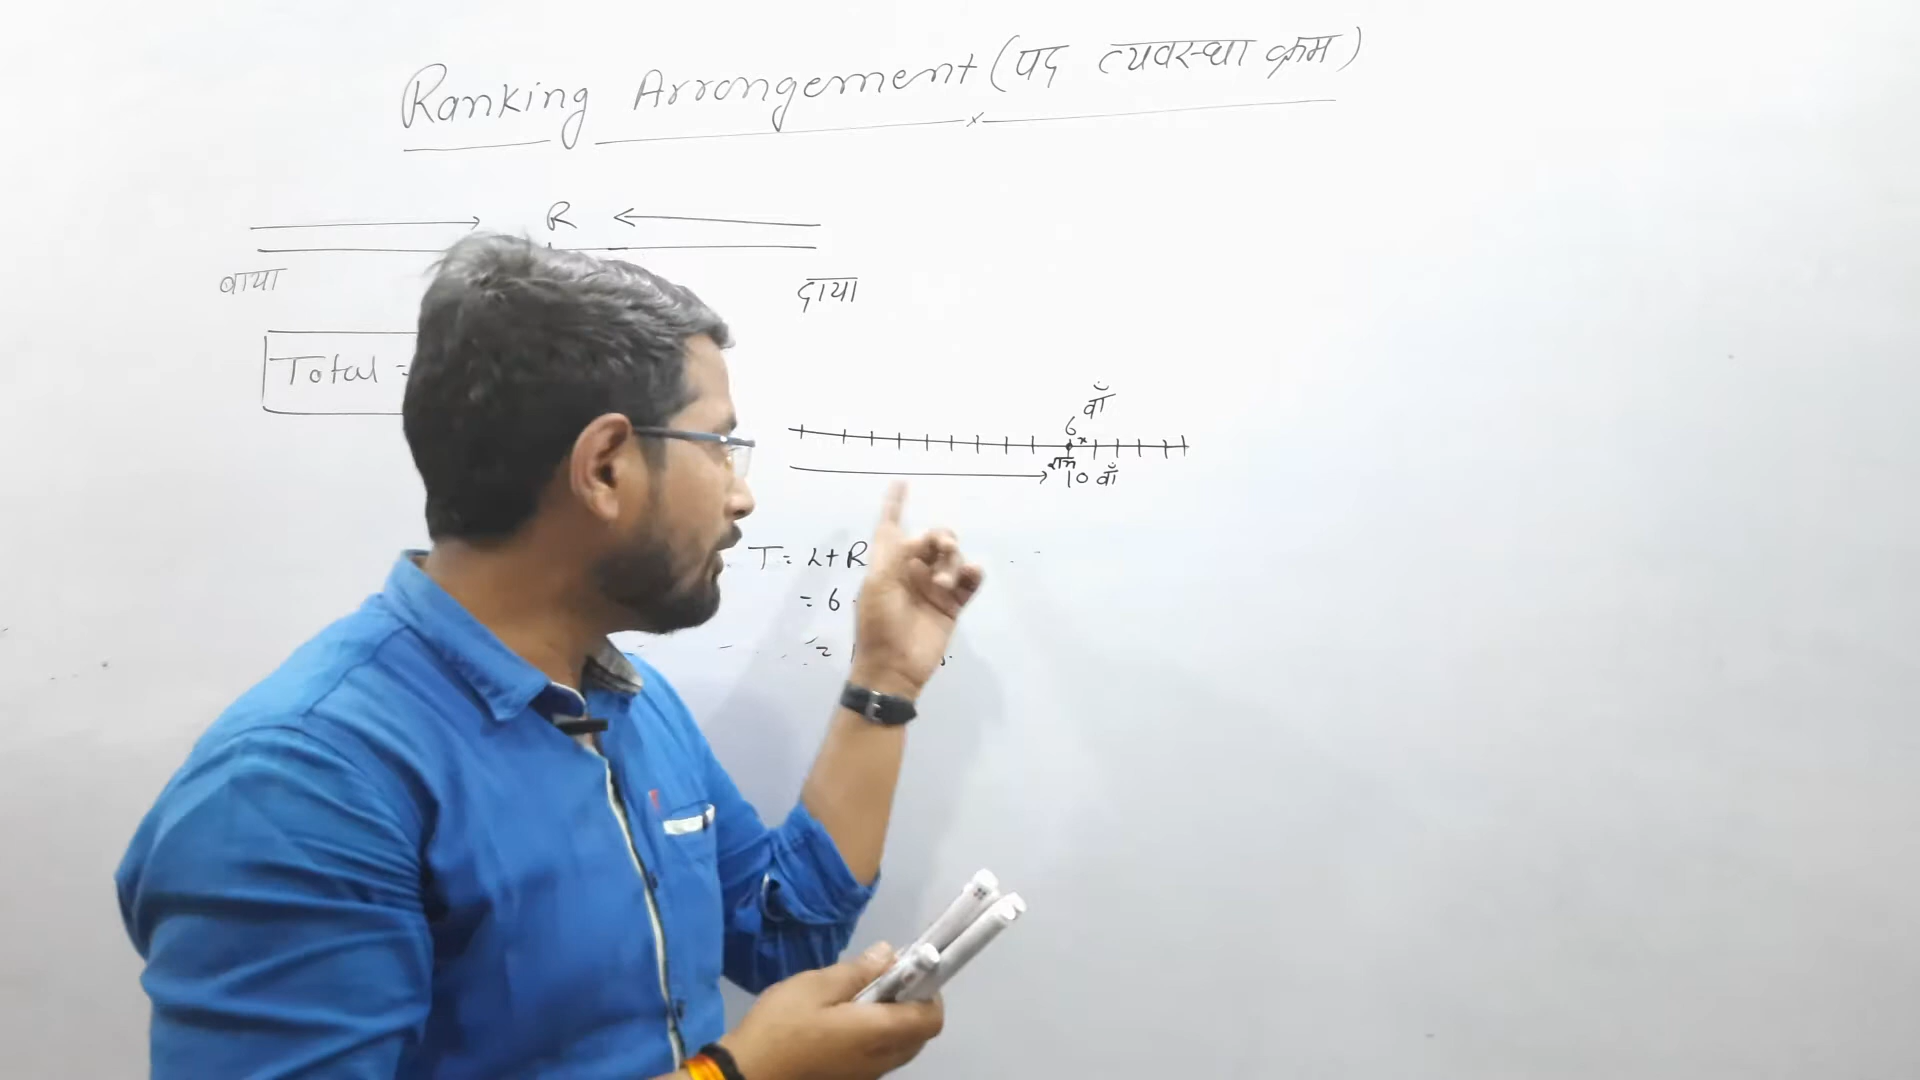 Ranking Arrangement (पद व्यवस्था क्रम)
R
बाया
दाया
Total =
6 वाँ
राम
10 वाँ
T = L + R
= 6
=